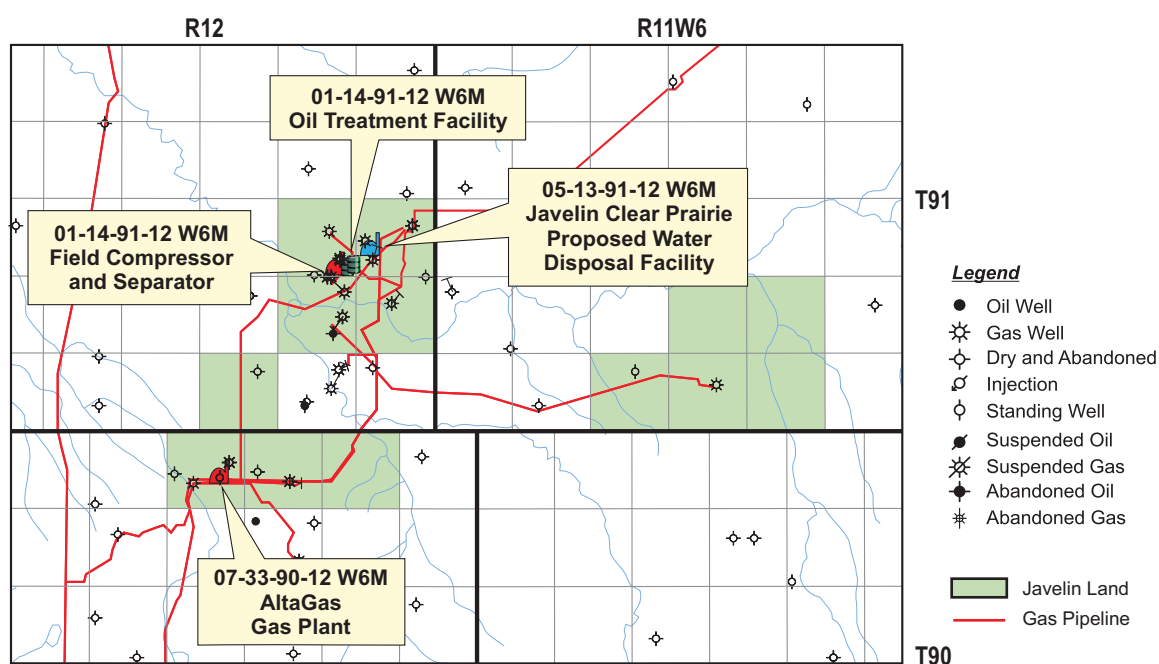 R12
R11W6
01-14-91-12 W6M
Oil Treatment Facility
05-13-91-12 W6M
Javelin Clear Prairie
Proposed Water
Disposal Facility
T91
01-14-91-12 W6M
Field Compressor
and Separator
Legend
Oil Well
Gas Well
Dry and Abandoned
Injection
Standing Well
Suspended Oil
Suspended Gas
Abandoned Oil
Abandoned Gas
07-33-90-12 W6M
AltaGas
Gas Plant
Javelin Land
Gas Pipeline
T90